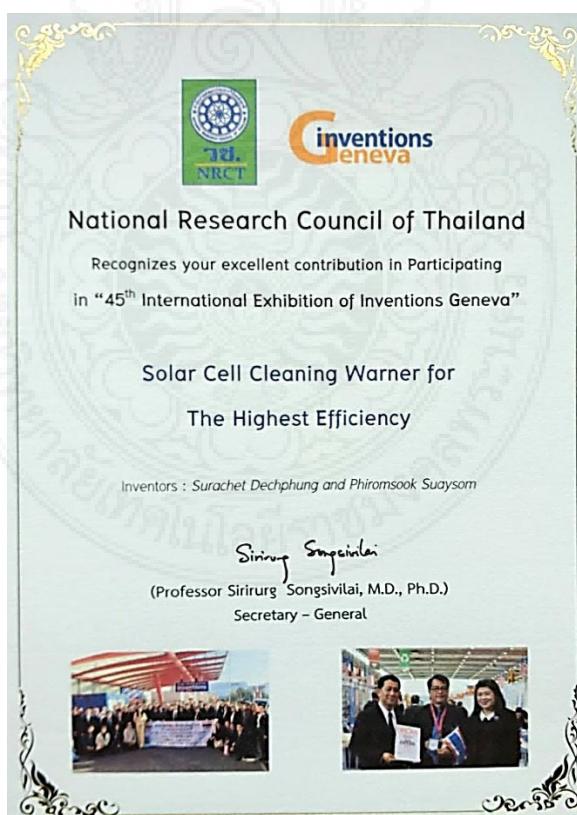 วช.
NRCT
inventions
Geneva
National Research Council of Thailand
Recognizes your excellent contribution in Participating
in “45th International Exhibition of Inventions Geneva”
Solar Cell Cleaning Warner for
The Highest Efficiency
Inventors : Surachet Dechphung and Phiromsook Suaysom
Sirirurg Songsivilai
(Professor Sirirurg Songsivilai, M.D., Ph.D.)
Secretary – General